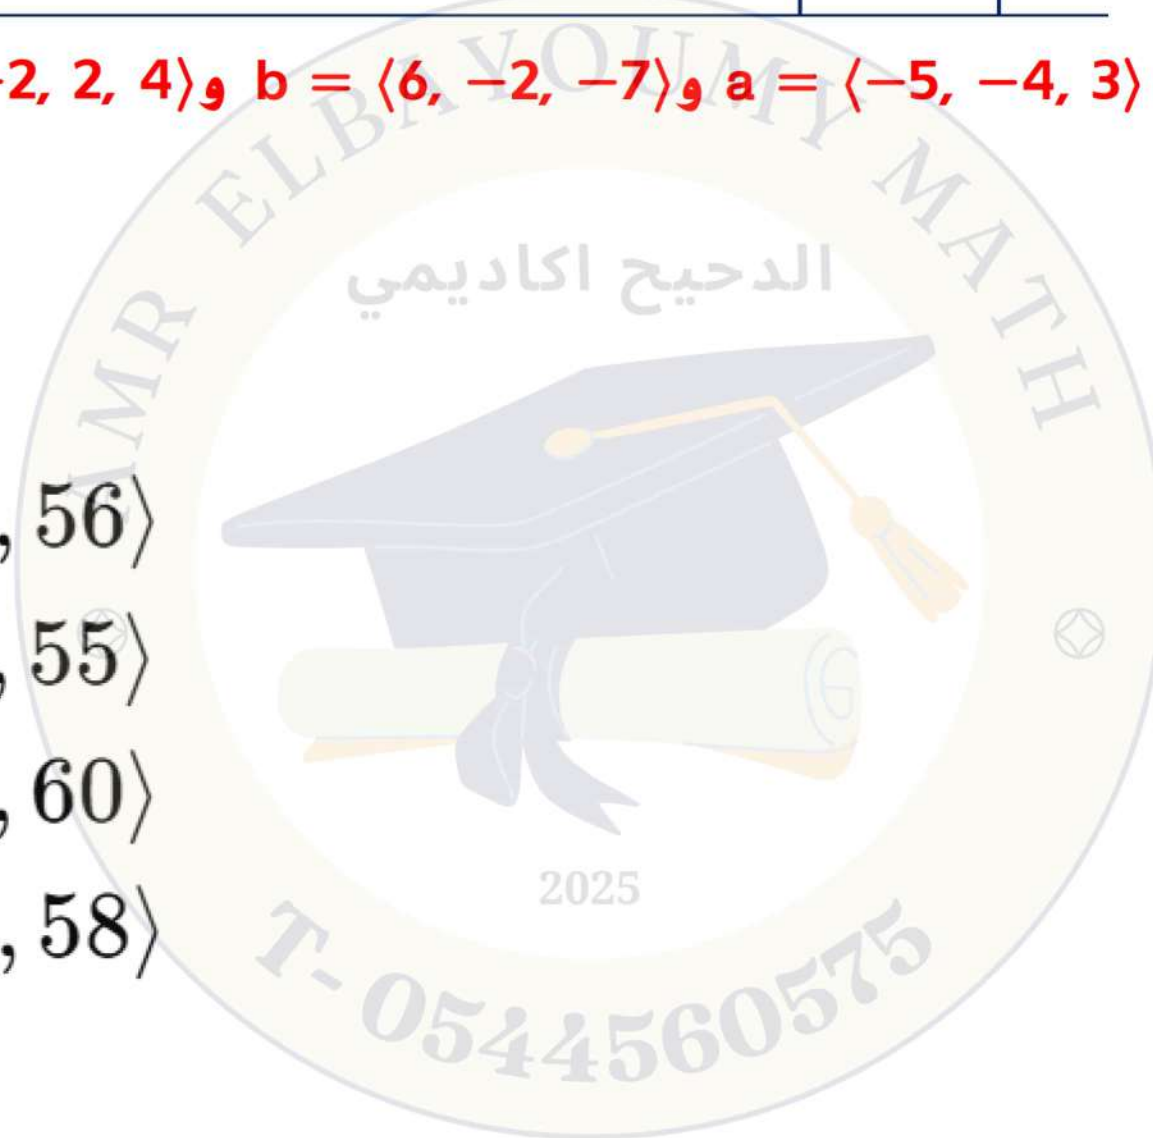 -2, 2, 4⟩ و b = ⟨6, −2, −7⟩ و a = ⟨−5, −4, 3⟩
AMR ELBAYOUMY MATH
الدحيح اكاديمي
, 56⟩
, 55⟩
, 60⟩
, 58⟩
2025
T- 0544560575